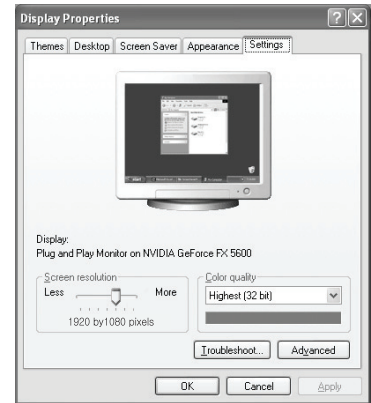 Display Properties
Themes Desktop Screen Saver Appearance Settings
Display:
Plug and Play Monitor on NVIDIA GeForce FX 5600
Screen resolution
Less More
1920 by1080 pixels
Color quality
Highest (32 bit)
Troubleshoot... Advanced
OK Cancel Apply